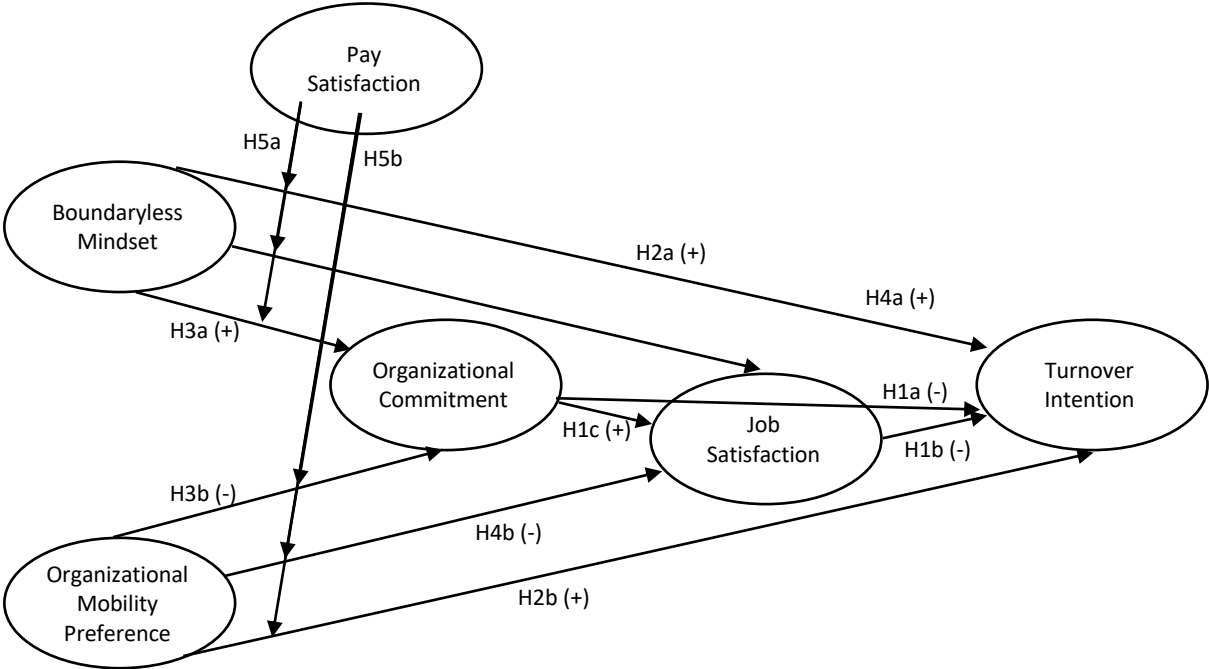 Pay
Satisfaction
H5a
H5b
Boundaryless
Mindset
H2a (+)
H4a (+)
H3a (+)
Organizational
Commitment
Turnover
Intention
H1a (-)
H1c (+)
Job
Satisfaction
H1b (-)
H3b (-)
H4b (-)
Organizational
Mobility
Preference
H2b (+)